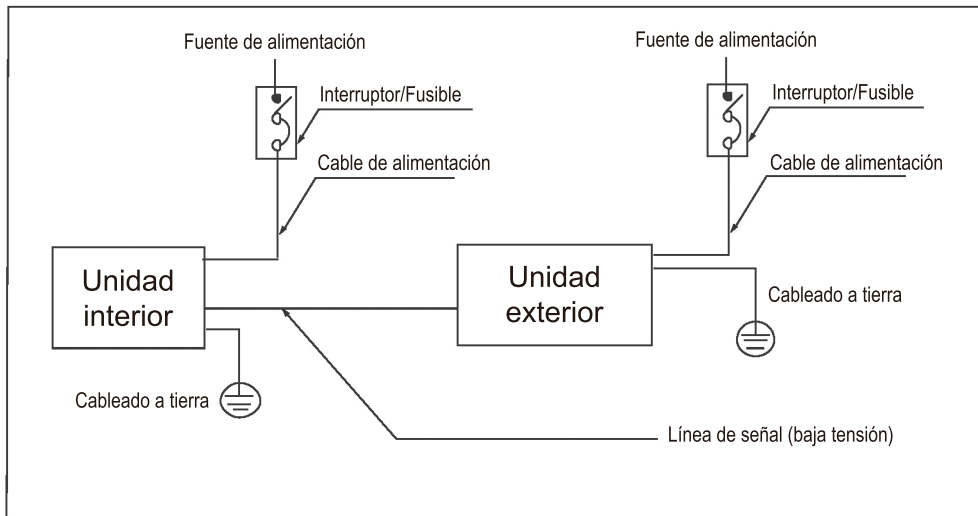 Fuente de alimentación
Fuente de alimentación
Interruptor/Fusible
Interruptor/Fusible
Cable de alimentación
Cable de alimentación
Unidad
interior
Unidad
exterior
Cableado a tierra
Cableado a tierra
Línea de señal (baja tensión)